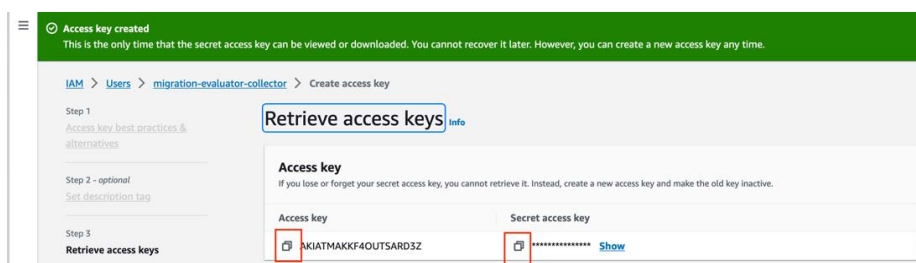 Access key created
This is the only time that the secret access key can be viewed or downloaded. You cannot recover it later. However, you can create a new access key any time.
IAM > Users > migration-evaluator-collector > Create access key
Step 1
Access key best practices &
alternatives
Step 2 - optional
Set description tag
Step 3
Retrieve access keys
Retrieve access keys Info
Access key
If you lose or forget your secret access key, you cannot retrieve it. Instead, create a new access key and make the old key inactive.
Access key Secret access key
AKIATMAKKF4OUTSARD3Z *************** Show